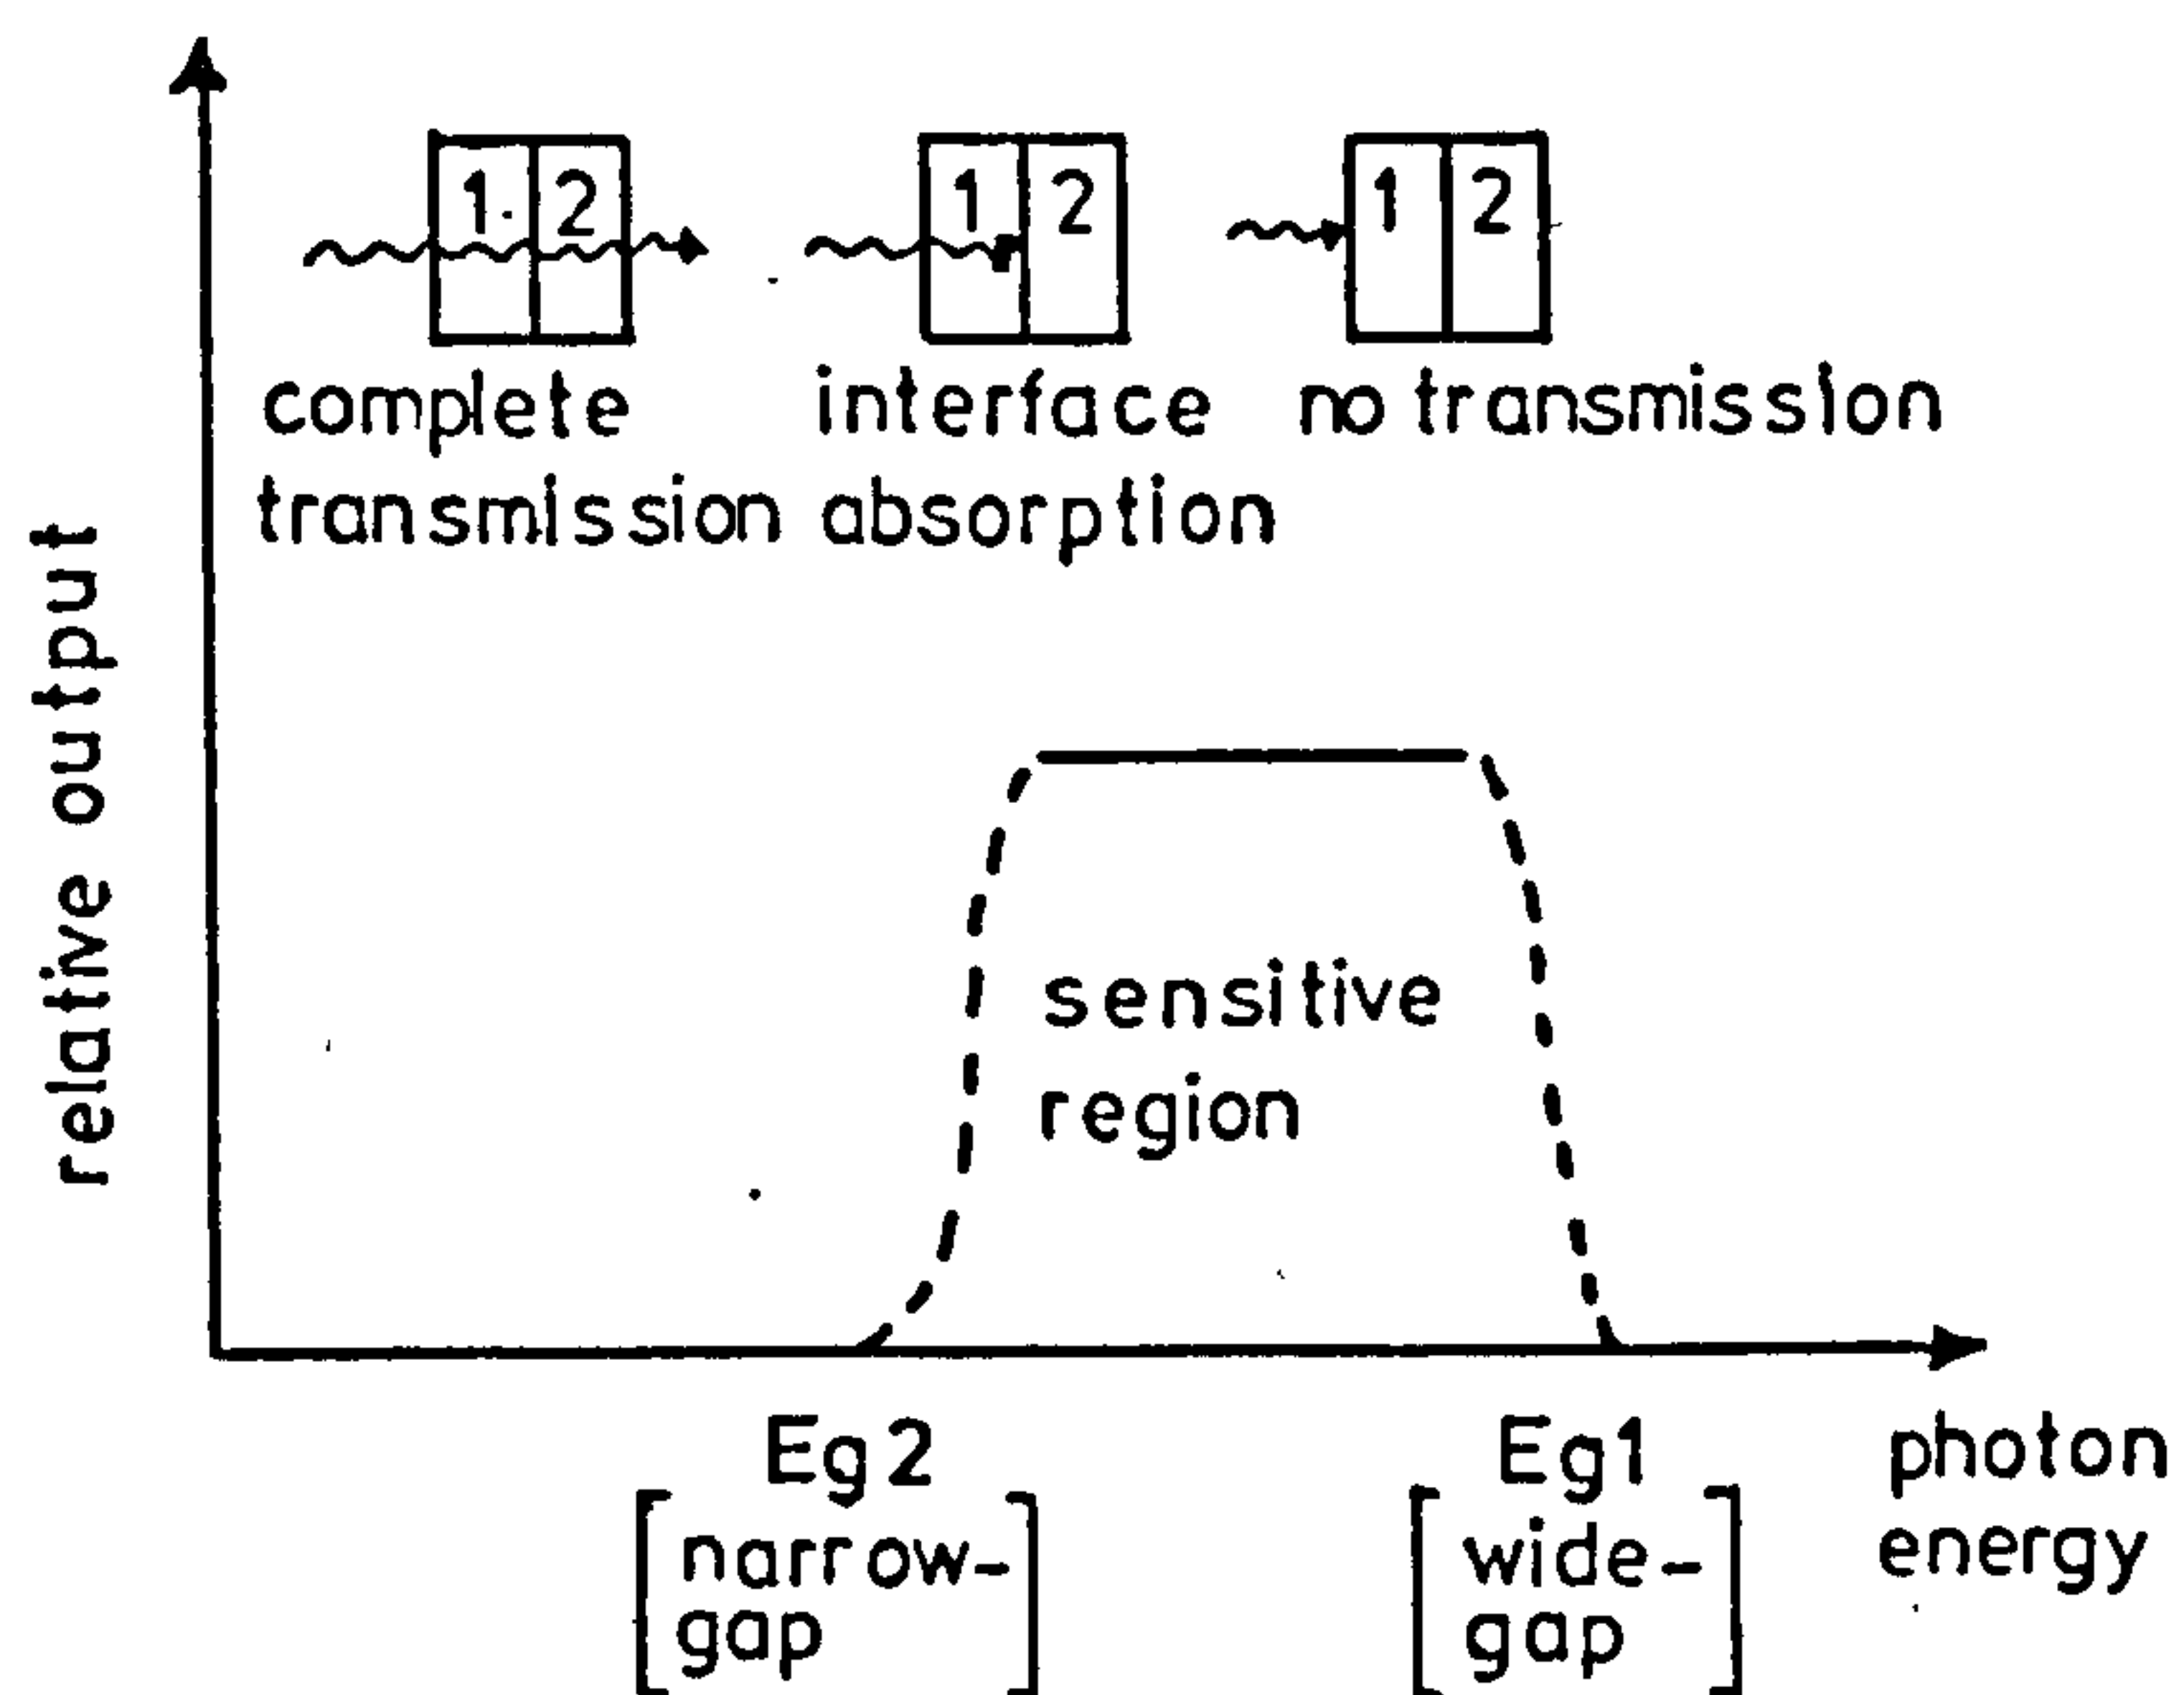 1 2
1 2
1 2
complete
transmission
interface
absorption
no transmission
relative output
sensitive
region
Eg2
[narrow-
gap]
Eg1
[wide-
gap]
photon
energy